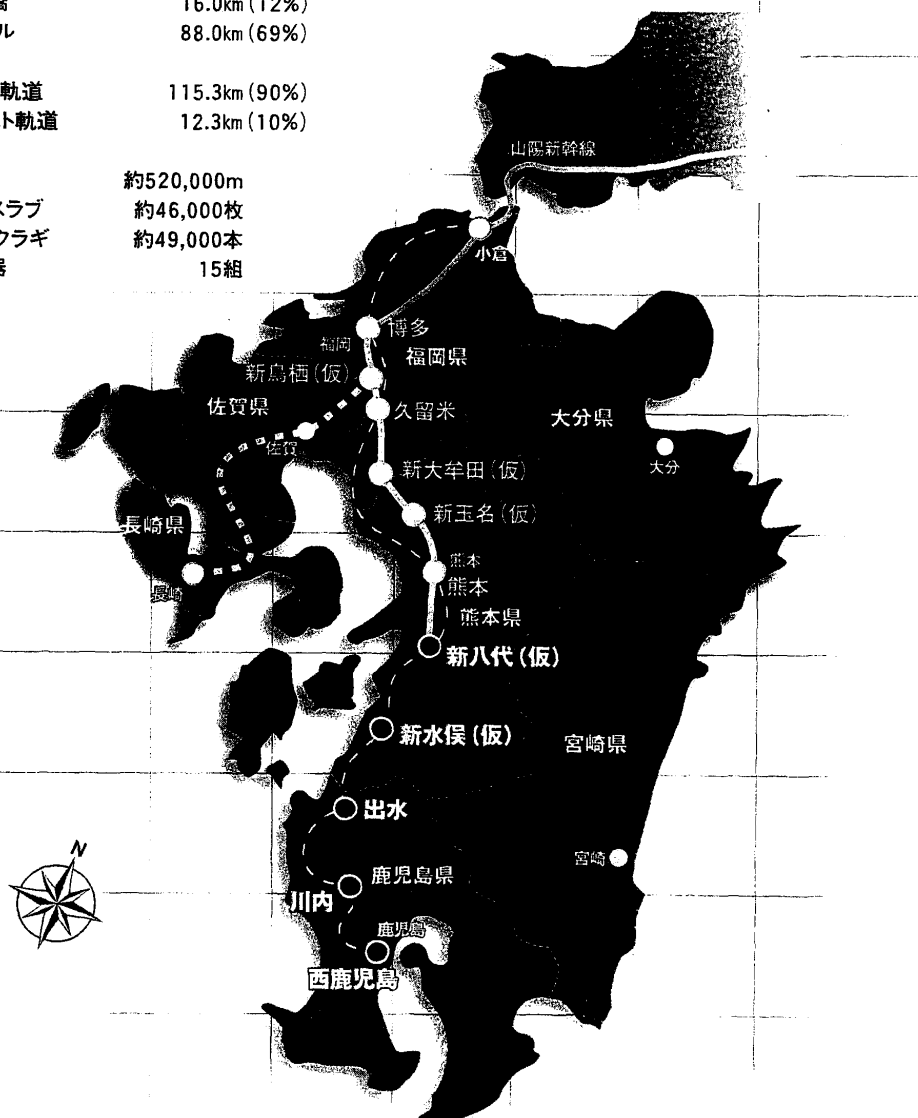 橋 16.0km(12%)
ル 88.0km(69%)
軌道 115.3km(90%)
ト軌道 12.3km(10%)
約520,000m
スラブ 約46,000枚
クラギ 約49,000本
器 15組
山陽新幹線
小倉
博多
福岡
福岡県
新鳥栖(仮)
佐賀県
久留米
大分県
佐賀
大分
新大牟田(仮)
新玉名(仮)
長崎県
熊本
長崎
熊本
熊本県
新八代(仮)
新水俣(仮)
宮崎県
出水
宮崎
N
鹿児島県
川内
鹿児島
西鹿児島